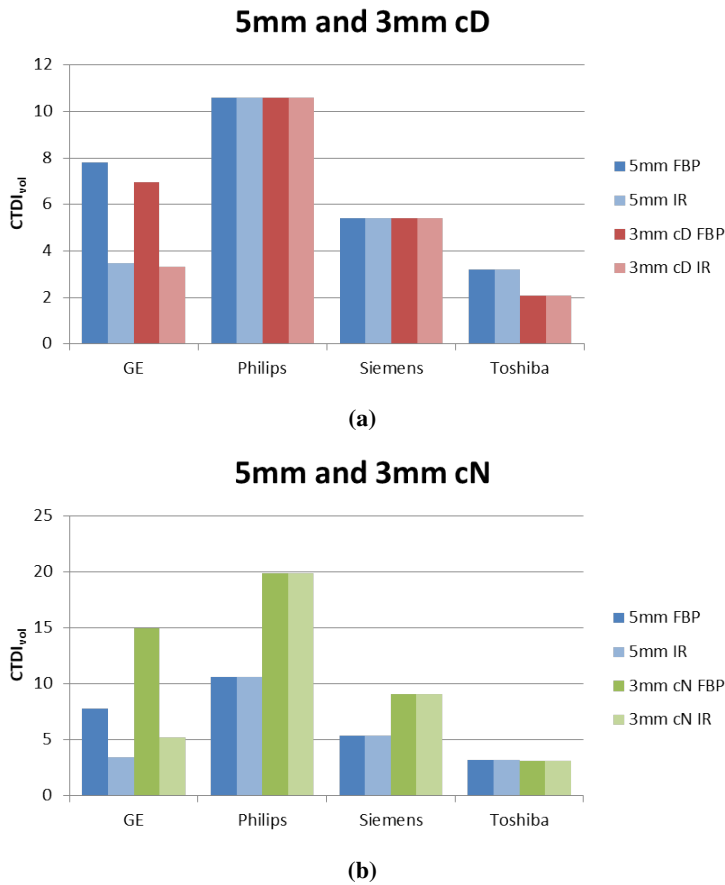 5mm and 3mm cD
12
10
8
6
4
2
0
CTDIvol
GE
Philips
Siemens
Toshiba
5mm FBP
5mm IR
3mm cD FBP
3mm cD IR
(a)
5mm and 3mm cN
25
20
15
10
5
0
CTDIvol
GE
Philips
Siemens
Toshiba
5mm FBP
5mm IR
3mm cN FBP
3mm cN IR
(b)